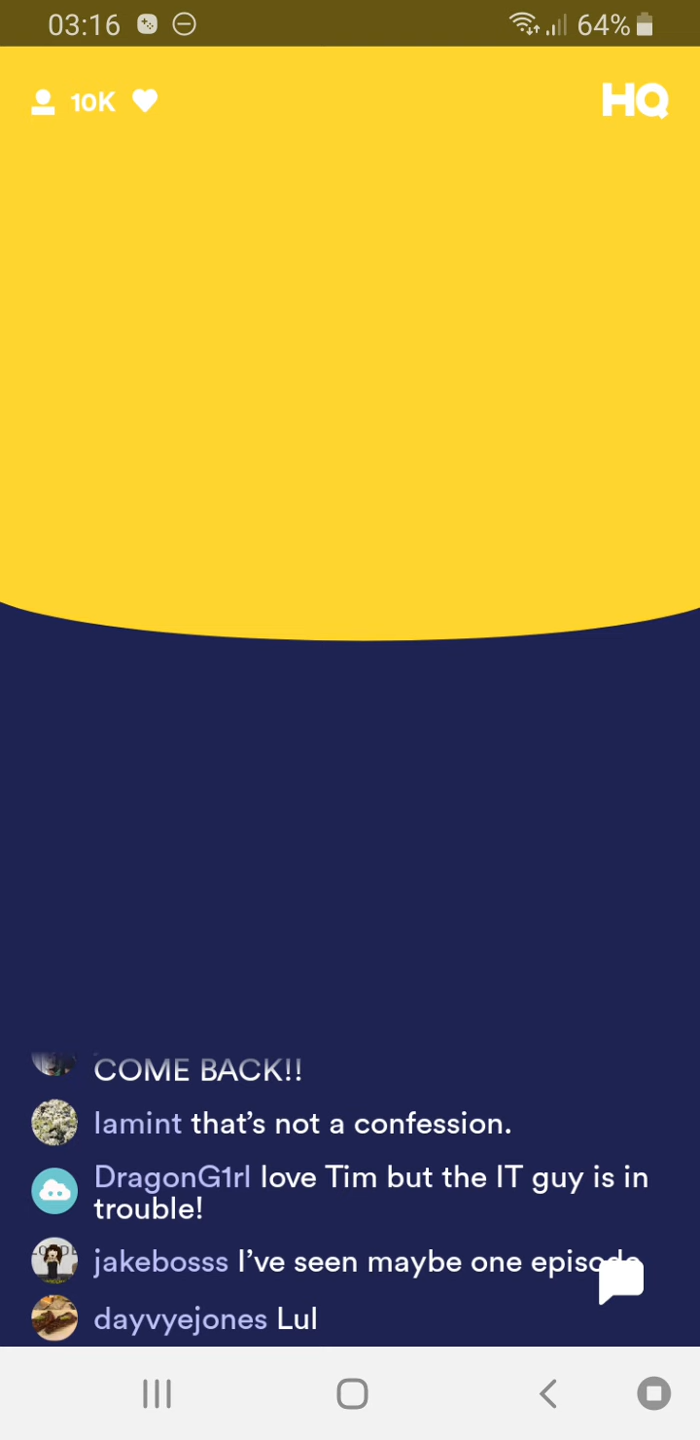 03:16
64%
10K
HQ
COME BACK!!
lamint that's not a confession.
DragonG1rl love Tim but the IT guy is in
trouble!
jakebosss I've seen maybe one episode
dayvyejones Lul